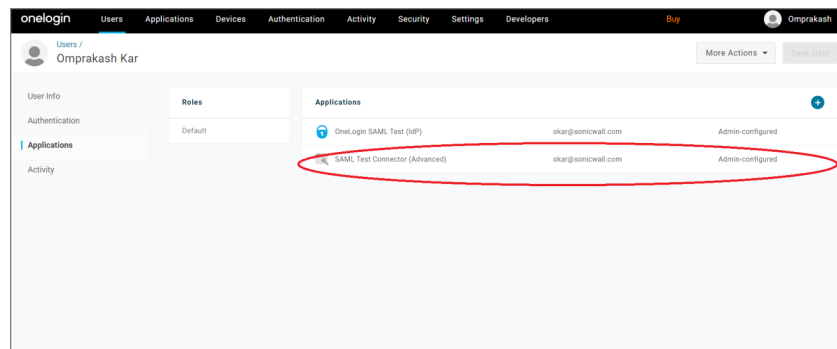 onelogin Users Applications Devices Authentication Activity Security Settings Developers Buy Omprakash
Users /
Omprakash Kar
More Actions Save User
User Info
Authentication
Applications
Activity
Roles
Default
Applications
OneLogin SAML Test (IdP) okar@sonicwall.com Admin-configured
SAML Test Connector (Advanced) okar@sonicwall.com Admin-configured